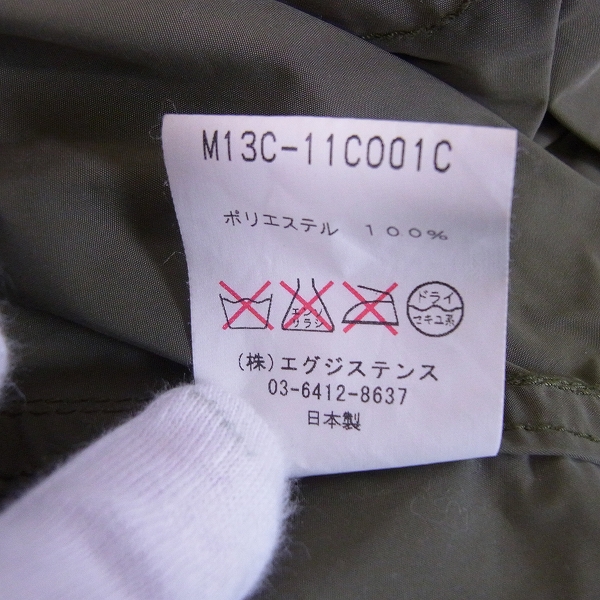 M13C-11C001C
ポリエステル 100%
エンソ サラシ ドライ セキユ系
(株)エグジステンス
03-6412-8637
日本製